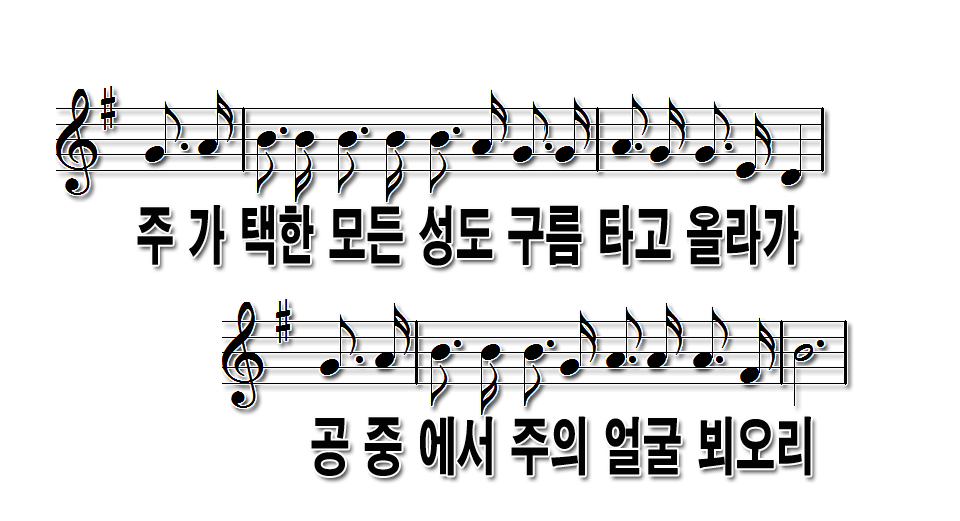 주 가 택한 모든 성도 구름 타고 올라가
공 중 에서 주의 얼굴 뵈오리